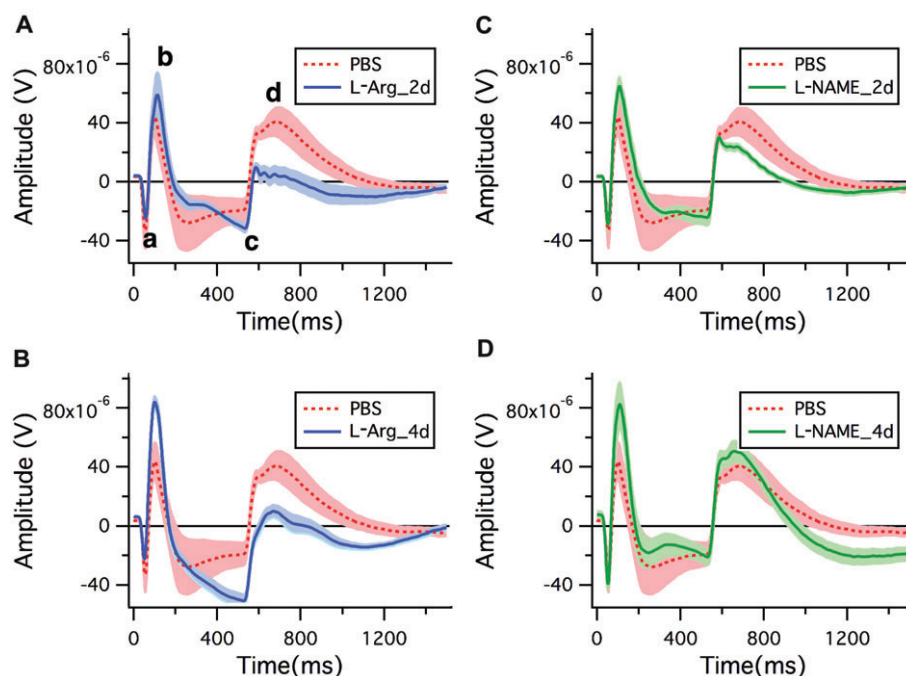 A
b
80x10-6
PBS
L-Arg_2d
d
40
0
-40
a
c
Amplitude (V)
0
400
800
1200
Time(ms)
C
80x10-6
PBS
L-NAME_2d
40
0
-40
Amplitude (V)
0
400
800
1200
Time(ms)
B
80x10-6
PBS
L-Arg_4d
40
0
-40
Amplitude (V)
0
400
800
1200
Time(ms)
D
80x10-6
PBS
L-NAME_4d
40
0
-40
Amplitude (V)
0
400
800
1200
Time(ms)